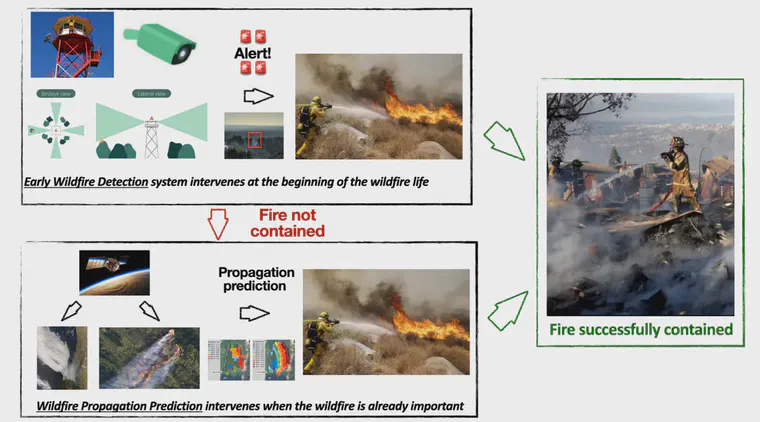 Alert!
Birdeye view
Lateral view
Early Wildfire Detection system intervenes at the beginning of the wildfire life
Fire not
contained
Propagation
prediction
Wildfire Propagation Prediction intervenes when the wildfire is already important
Fire successfully contained